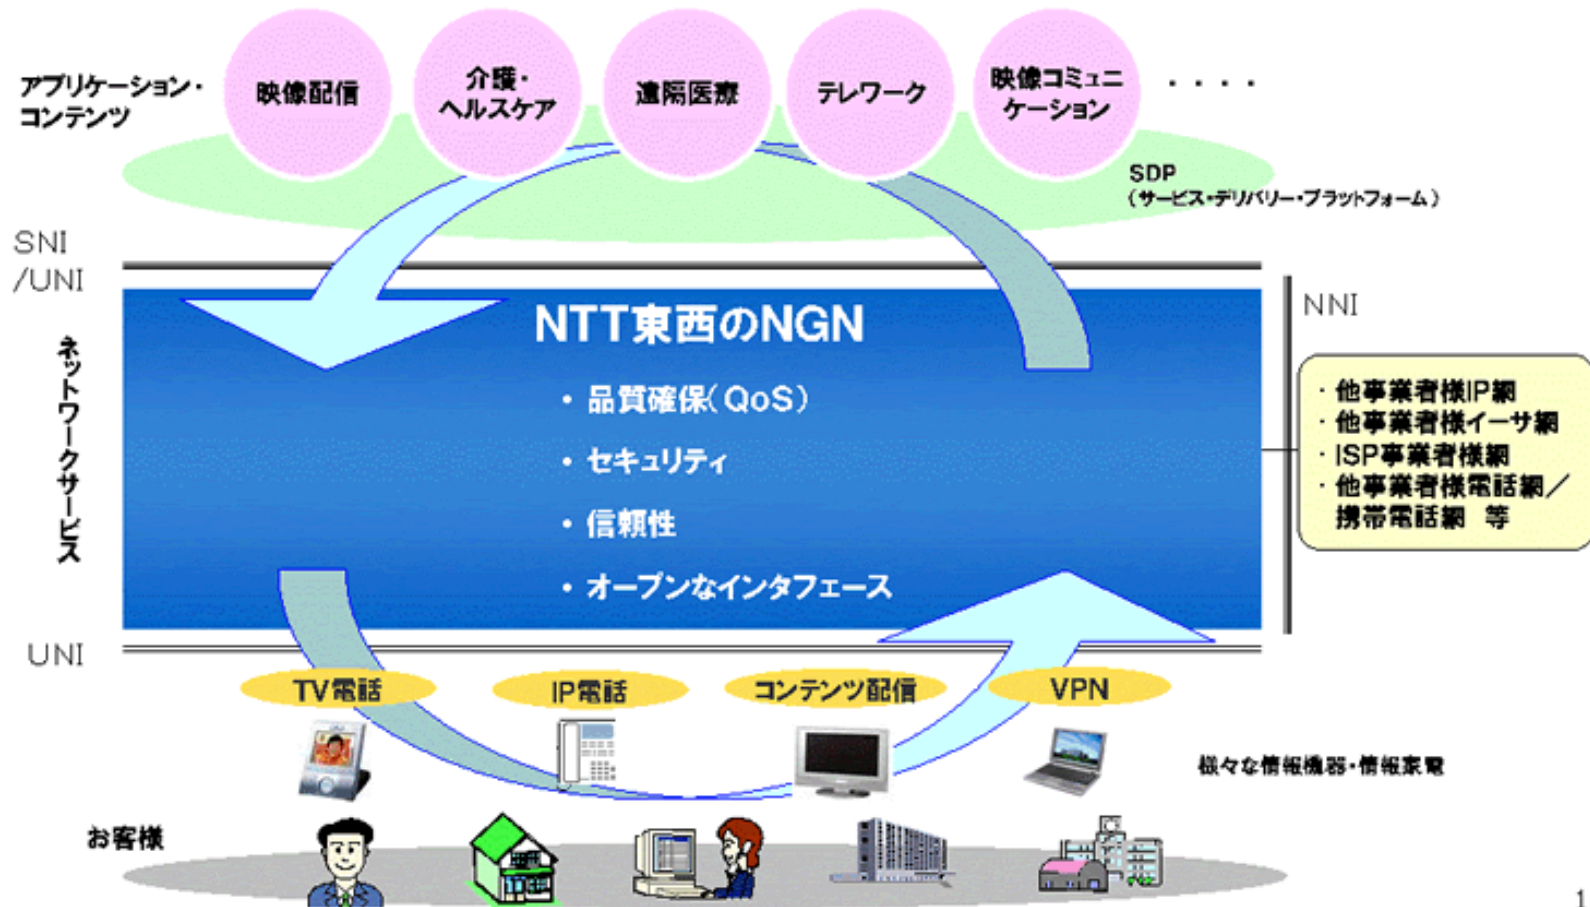 アプリケーション・
コンテンツ
映像配信
介護・
ヘルスケア
遠隔医療
テレワーク
映像コミュニ
ケーション
・・・・
SDP
(サービス・デリバリー・プラットフォーム)
SNI
/UNI
NNI
ネットワークサービス
NTT東西のNGN
・品質確保(QoS)
・セキュリティ
・信頼性
・オープンなインタフェース
・他事業者様IP網
・他事業者様イーサ網
・ISP事業者様網
・他事業者様電話網/
携帯電話網 等
UNI
TV電話
IP電話
コンテンツ配信
VPN
様々な情報機器・情報家電
お客様
1